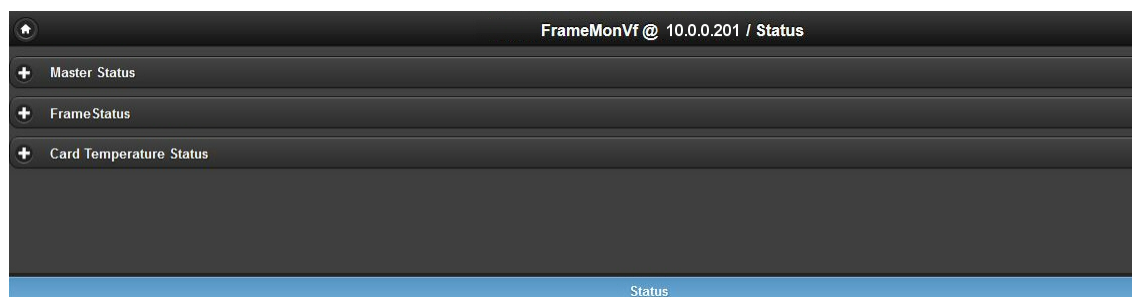 FrameMonVf @ 10.0.0.201 / Status
Master Status
FrameStatus
Card Temperature Status
Status